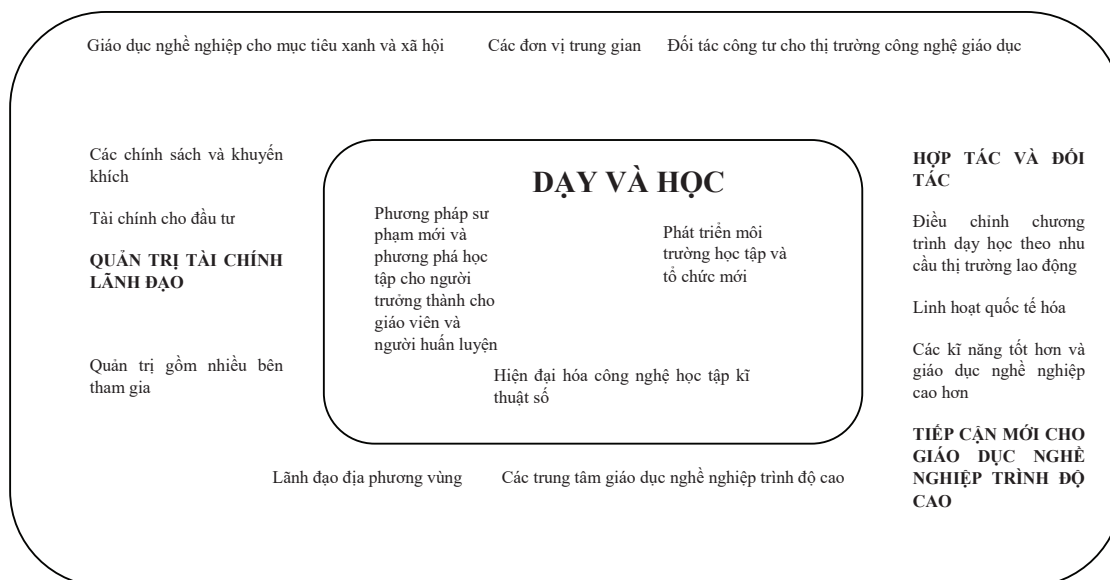 Giáo dục nghề nghiệp cho mục tiêu xanh và xã hội
Các đơn vị trung gian
Đối tác công tư cho thị trường công nghệ giáo dục
Các chính sách và khuyến
khích
Tài chính cho đầu tư
QUẢN TRỊ TÀI CHÍNH
LÃNH ĐẠO
Quản trị gồm nhiều bên
tham gia
DẠY VÀ HỌC
Phương pháp sư
phạm mới và
phương phá học
tập cho người
trưởng thành cho
giáo viên và
người huấn luyện
Phát triển môi
trường học tập và
tổ chức mới
Hiện đại hóa công nghệ học tập kĩ
thuật số
HỢP TÁC VÀ ĐỐI
TÁC
Điều chỉnh chương
trình dạy học theo nhu
cầu thị trường lao động
Linh hoạt quốc tế hóa
Các kĩ năng tốt hơn và
giáo dục nghề nghiệp
cao hơn
TIẾP CẬN MỚI CHO
GIÁO DỤC NGHỀ
NGHIỆP TRÌNH ĐỘ
CAO
Lãnh đạo địa phương vùng
Các trung tâm giáo dục nghề nghiệp trình độ cao